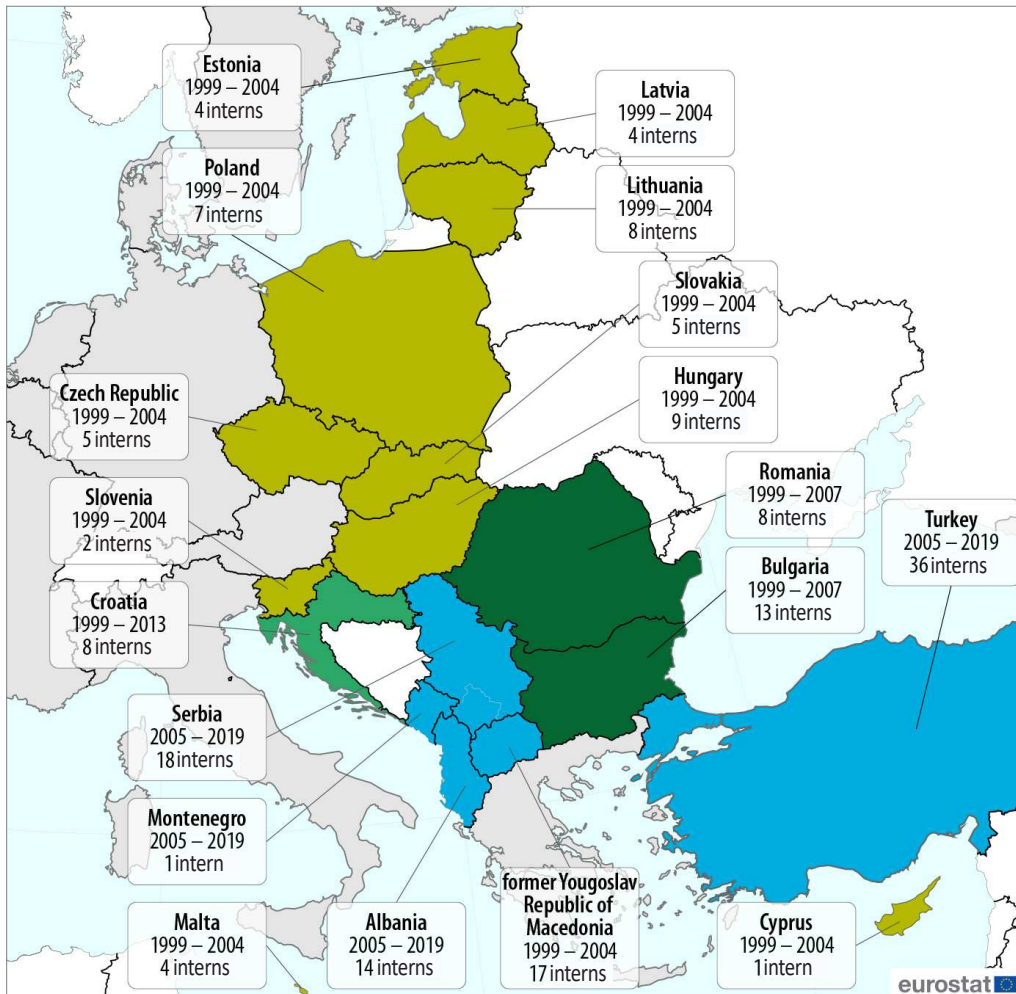 Estonia
1999 – 2004
4 interns
Latvia
1999 – 2004
4 interns
Poland
1999 – 2004
7 interns
Lithuania
1999 – 2004
8 interns
Slovakia
1999 – 2004
5 interns
Hungary
1999 – 2004
9 interns
Czech Republic
1999 – 2004
5 interns
Romania
1999 – 2007
8 interns
Turkey
2005 – 2019
36 interns
Slovenia
1999 – 2004
2 interns
Bulgaria
1999 – 2007
13 interns
Croatia
1999 – 2013
8 interns
Serbia
2005 – 2019
18 interns
Montenegro
2005 – 2019
1 intern
former Yougoslav
Republic of
Macedonia
1999 – 2004
17 interns
Malta
1999 – 2004
4 interns
Albania
2005 – 2019
14 interns
Cyprus
1999 – 2004
1 intern
eurostat